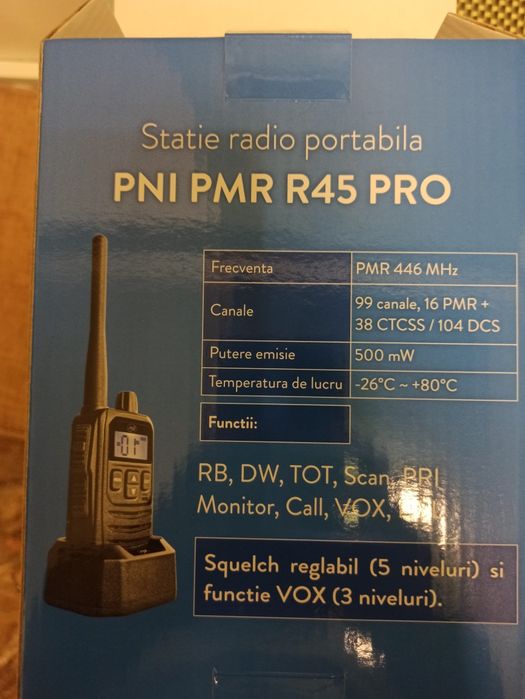 Statie radio portabila
PNI PMR R45 PRO
Frecventa PMR 446 MHz
Canale 99 canale, 16 PMR +
38 CTCSS / 104 DCS
Putere emisie 500 mW
Temperatura de lucru -26°C ~ +80°C
Functii:
RB, DW, TOT, Scan, PRI
Monitor, Call, VOX,
Squelch reglabil (5 niveluri) si
functie VOX (3 niveluri).